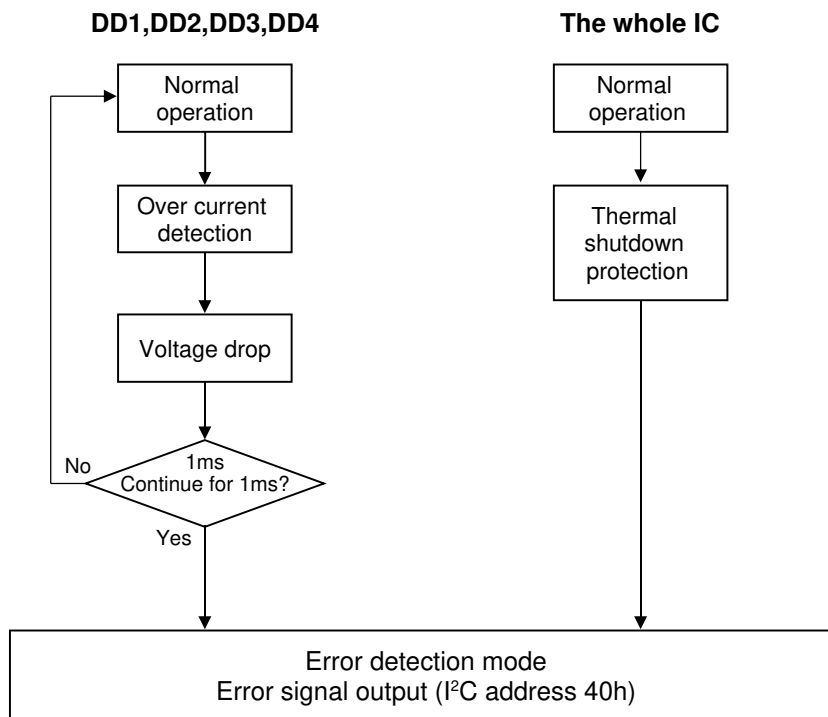 DD1,DD2,DD3,DD4
Normal
operation
Over current
detection
Voltage drop
1ms
Continue for 1ms?
No
Yes
The whole IC
Normal
operation
Thermal
shutdown
protection
Error detection mode
Error signal output (I²C address 40h)